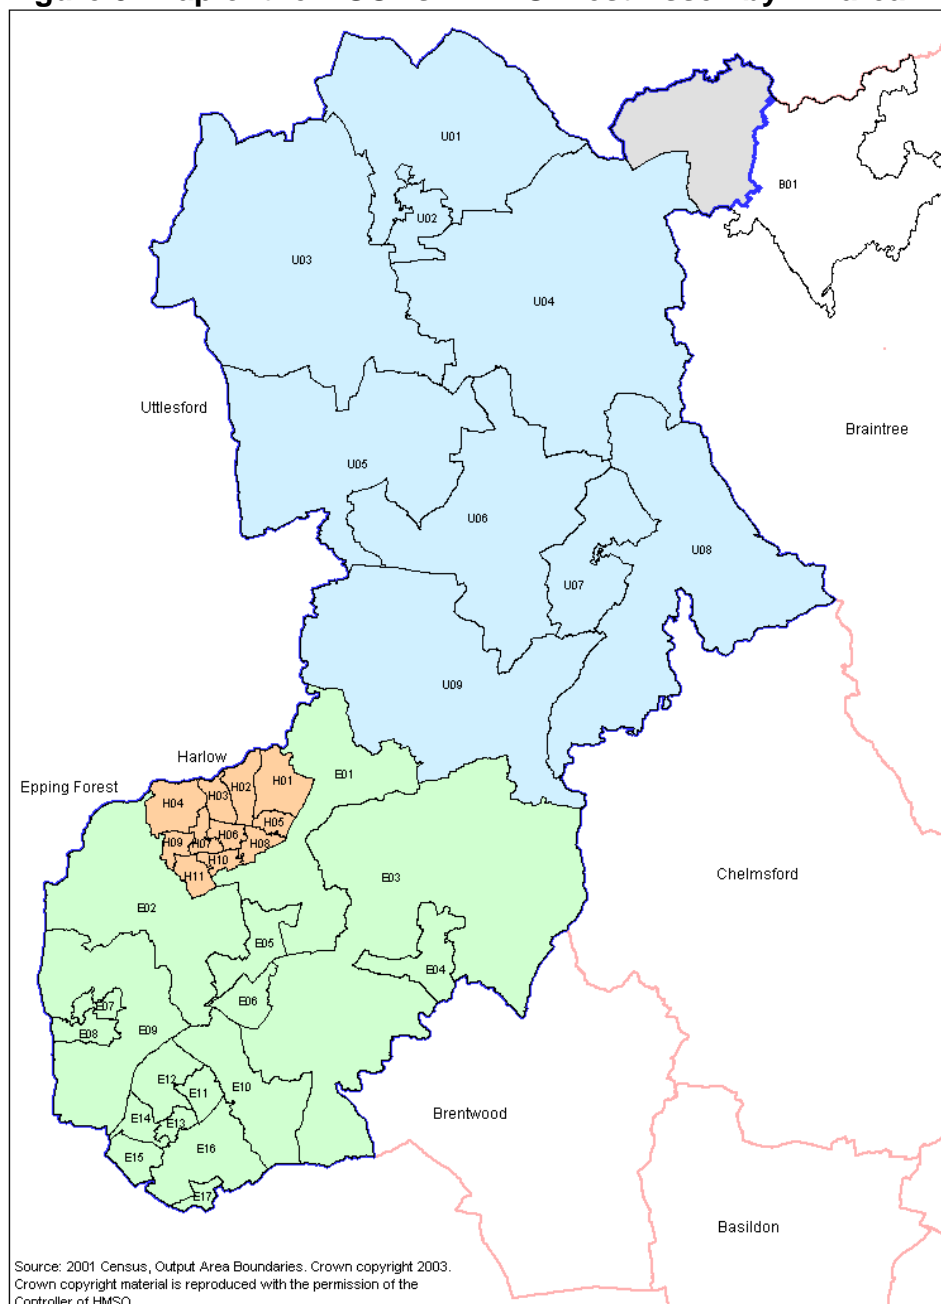 U01
B01
U02
U03
U04
Uttlesford
Braintree
U05
U06
U08
U07
U09
Harlow
E01
H01
Epping Forest
H02
H03
H04
H05
H06
H09
H07
H08
H10
H11
Chelmsford
E03
E02
E05
E04
E06
E07
E08
E09
E12
E10
E11
E14
E13
Brentwood
E16
E15
E17
Basildon
Source: 2001 Census, Output Area Boundaries. Crown copyright 2003.
Crown copyright material is reproduced with the permission of the
Controller of HMSO